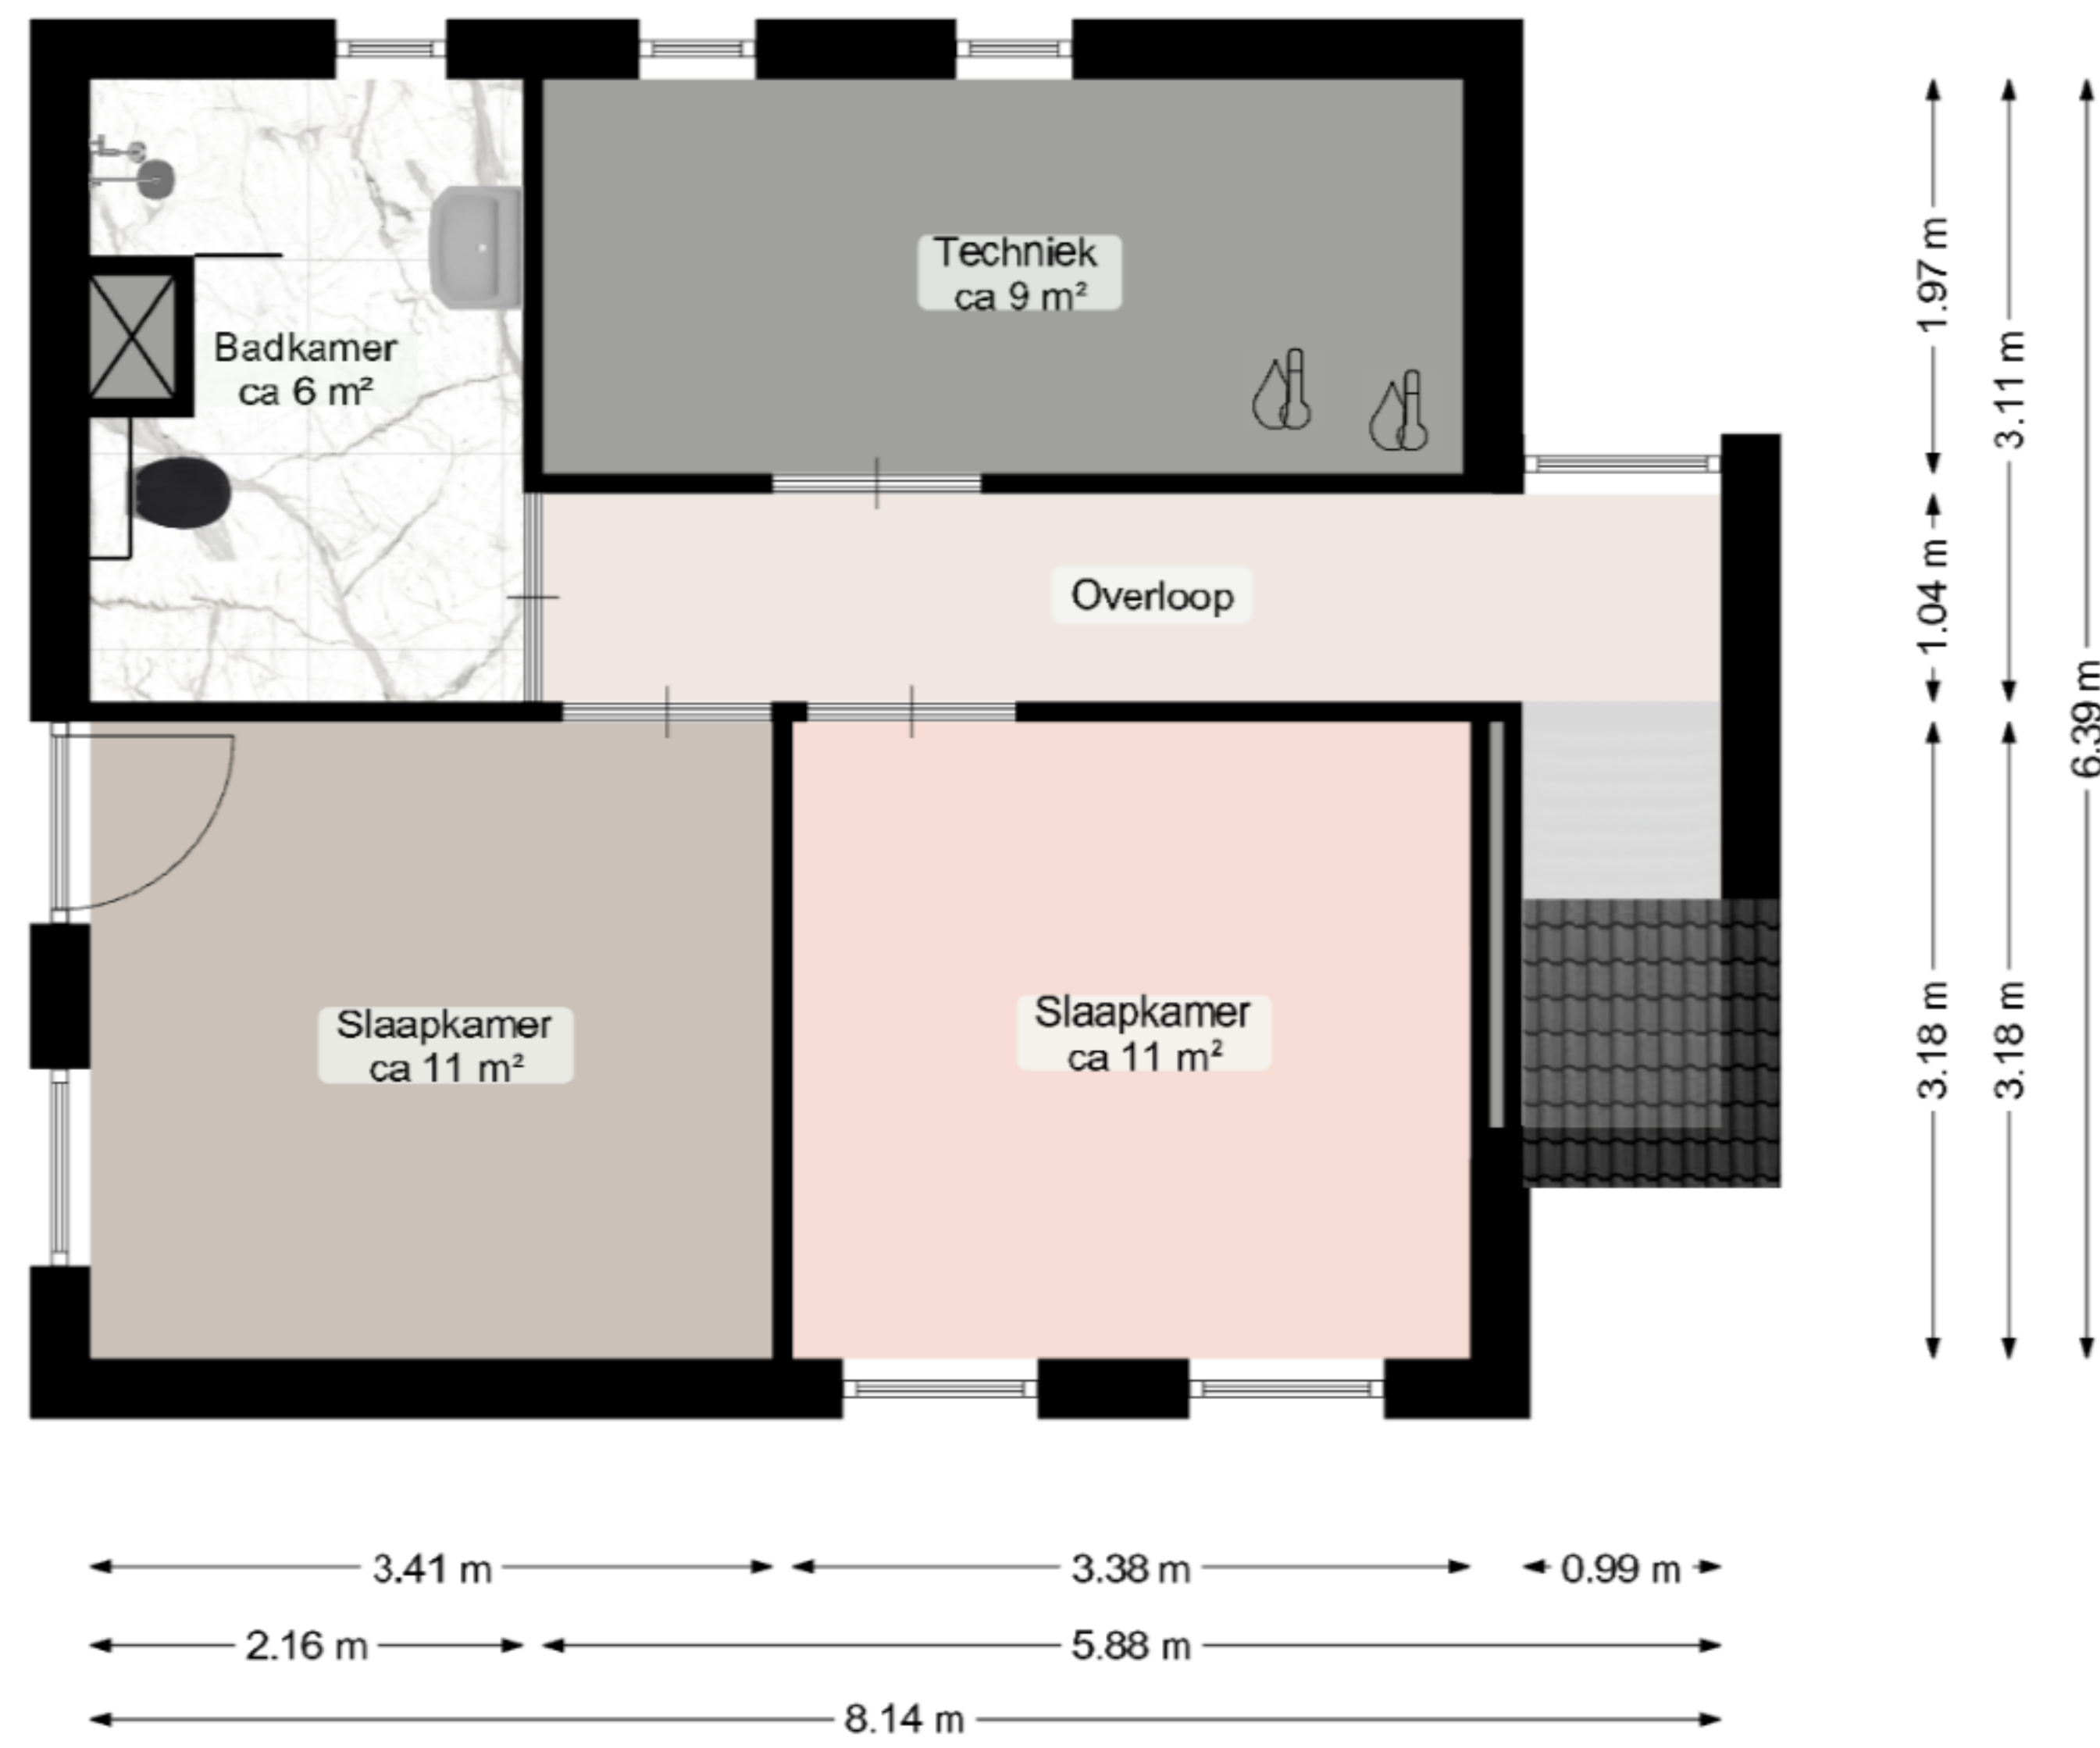 Techniek
ca 9 m²
Badkamer
ca 6 m²
Overloop
Slaapkamer
ca 11 m²
Slaapkamer
ca 11 m²
1.97 m
3.11 m
1.04 m
6.39 m
3.18 m
3.18 m
3.41 m
3.38 m
0.99 m
2.16 m
5.88 m
8.14 m